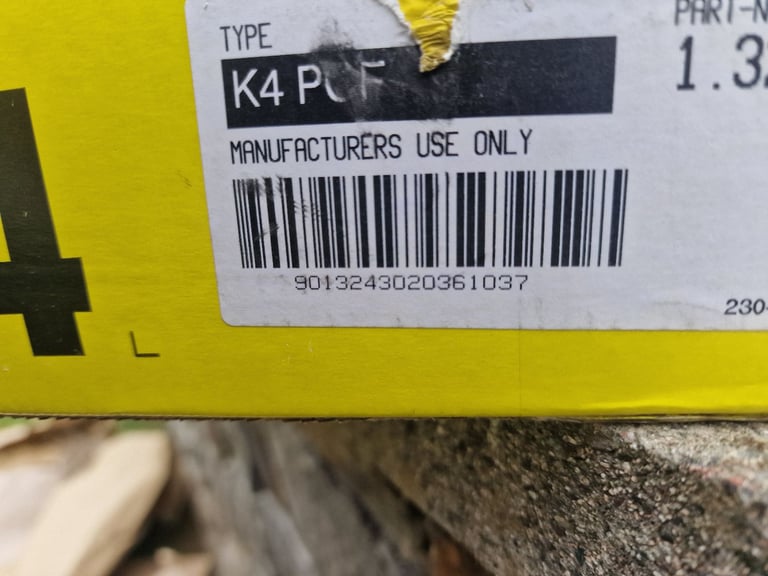 TYPE
PART-N
K4
1.3
MANUFACTURERS USE ONLY
9013243020361037
230-
4
L